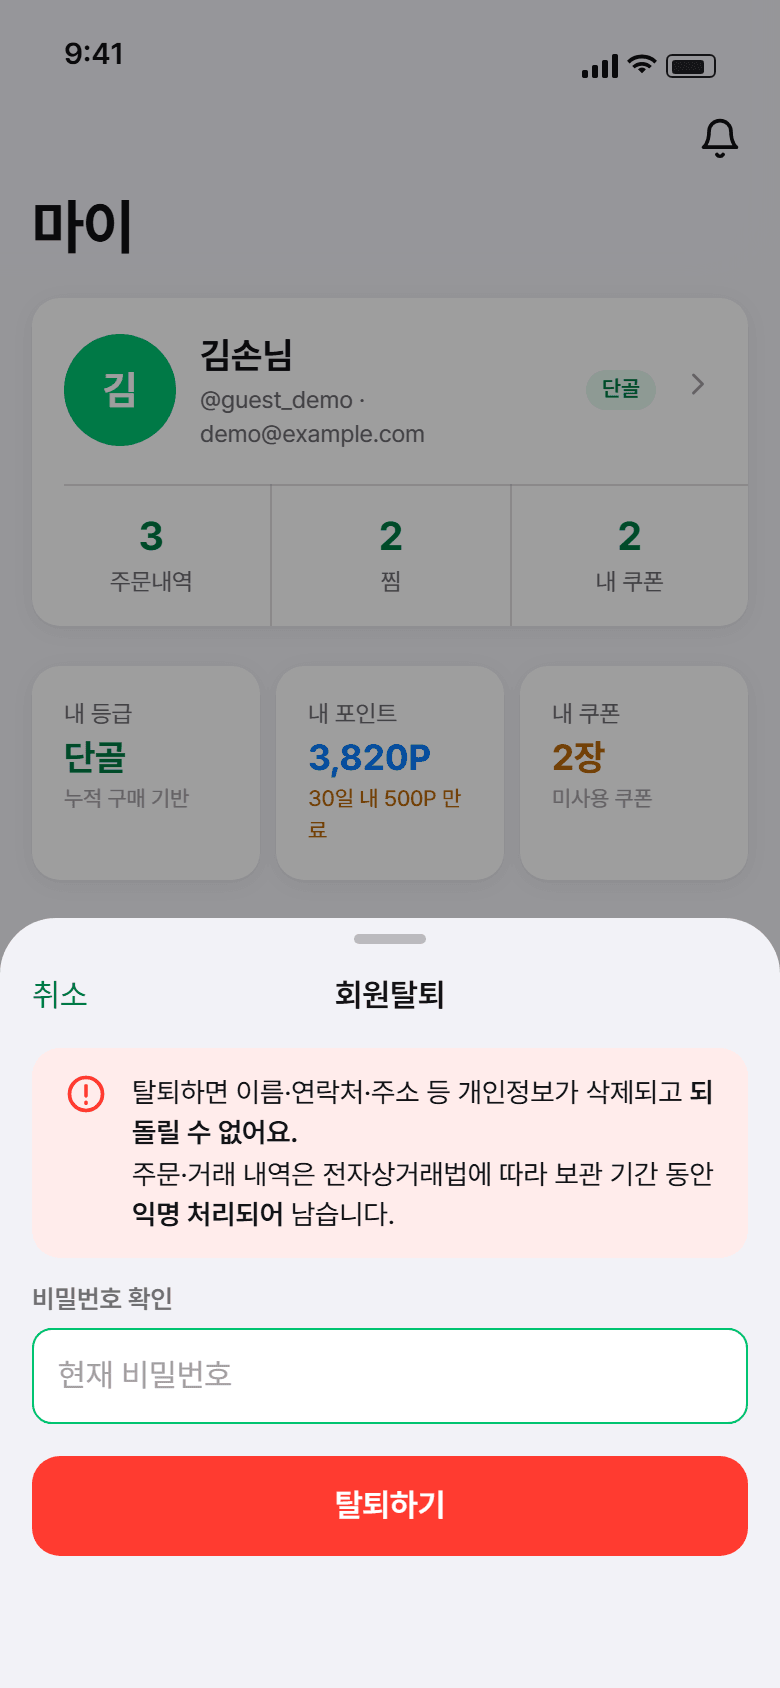 9:41
마이
김
김손님
@guest_demo ·
demo@example.com
단골
3
주문내역
2
찜
2
내 쿠폰
내 등급
단골
누적 구매 기반
내 포인트
3,820P
30일 내 500P 만
료
내 쿠폰
2장
미사용 쿠폰
취소
회원탈퇴
탈퇴하면 이름·연락처·주소 등 개인정보가 삭제되고 되
돌릴 수 없어요.
주문·거래 내역은 전자상거래법에 따라 보관 기간 동안
익명 처리되어 남습니다.
비밀번호 확인
현재 비밀번호
탈퇴하기